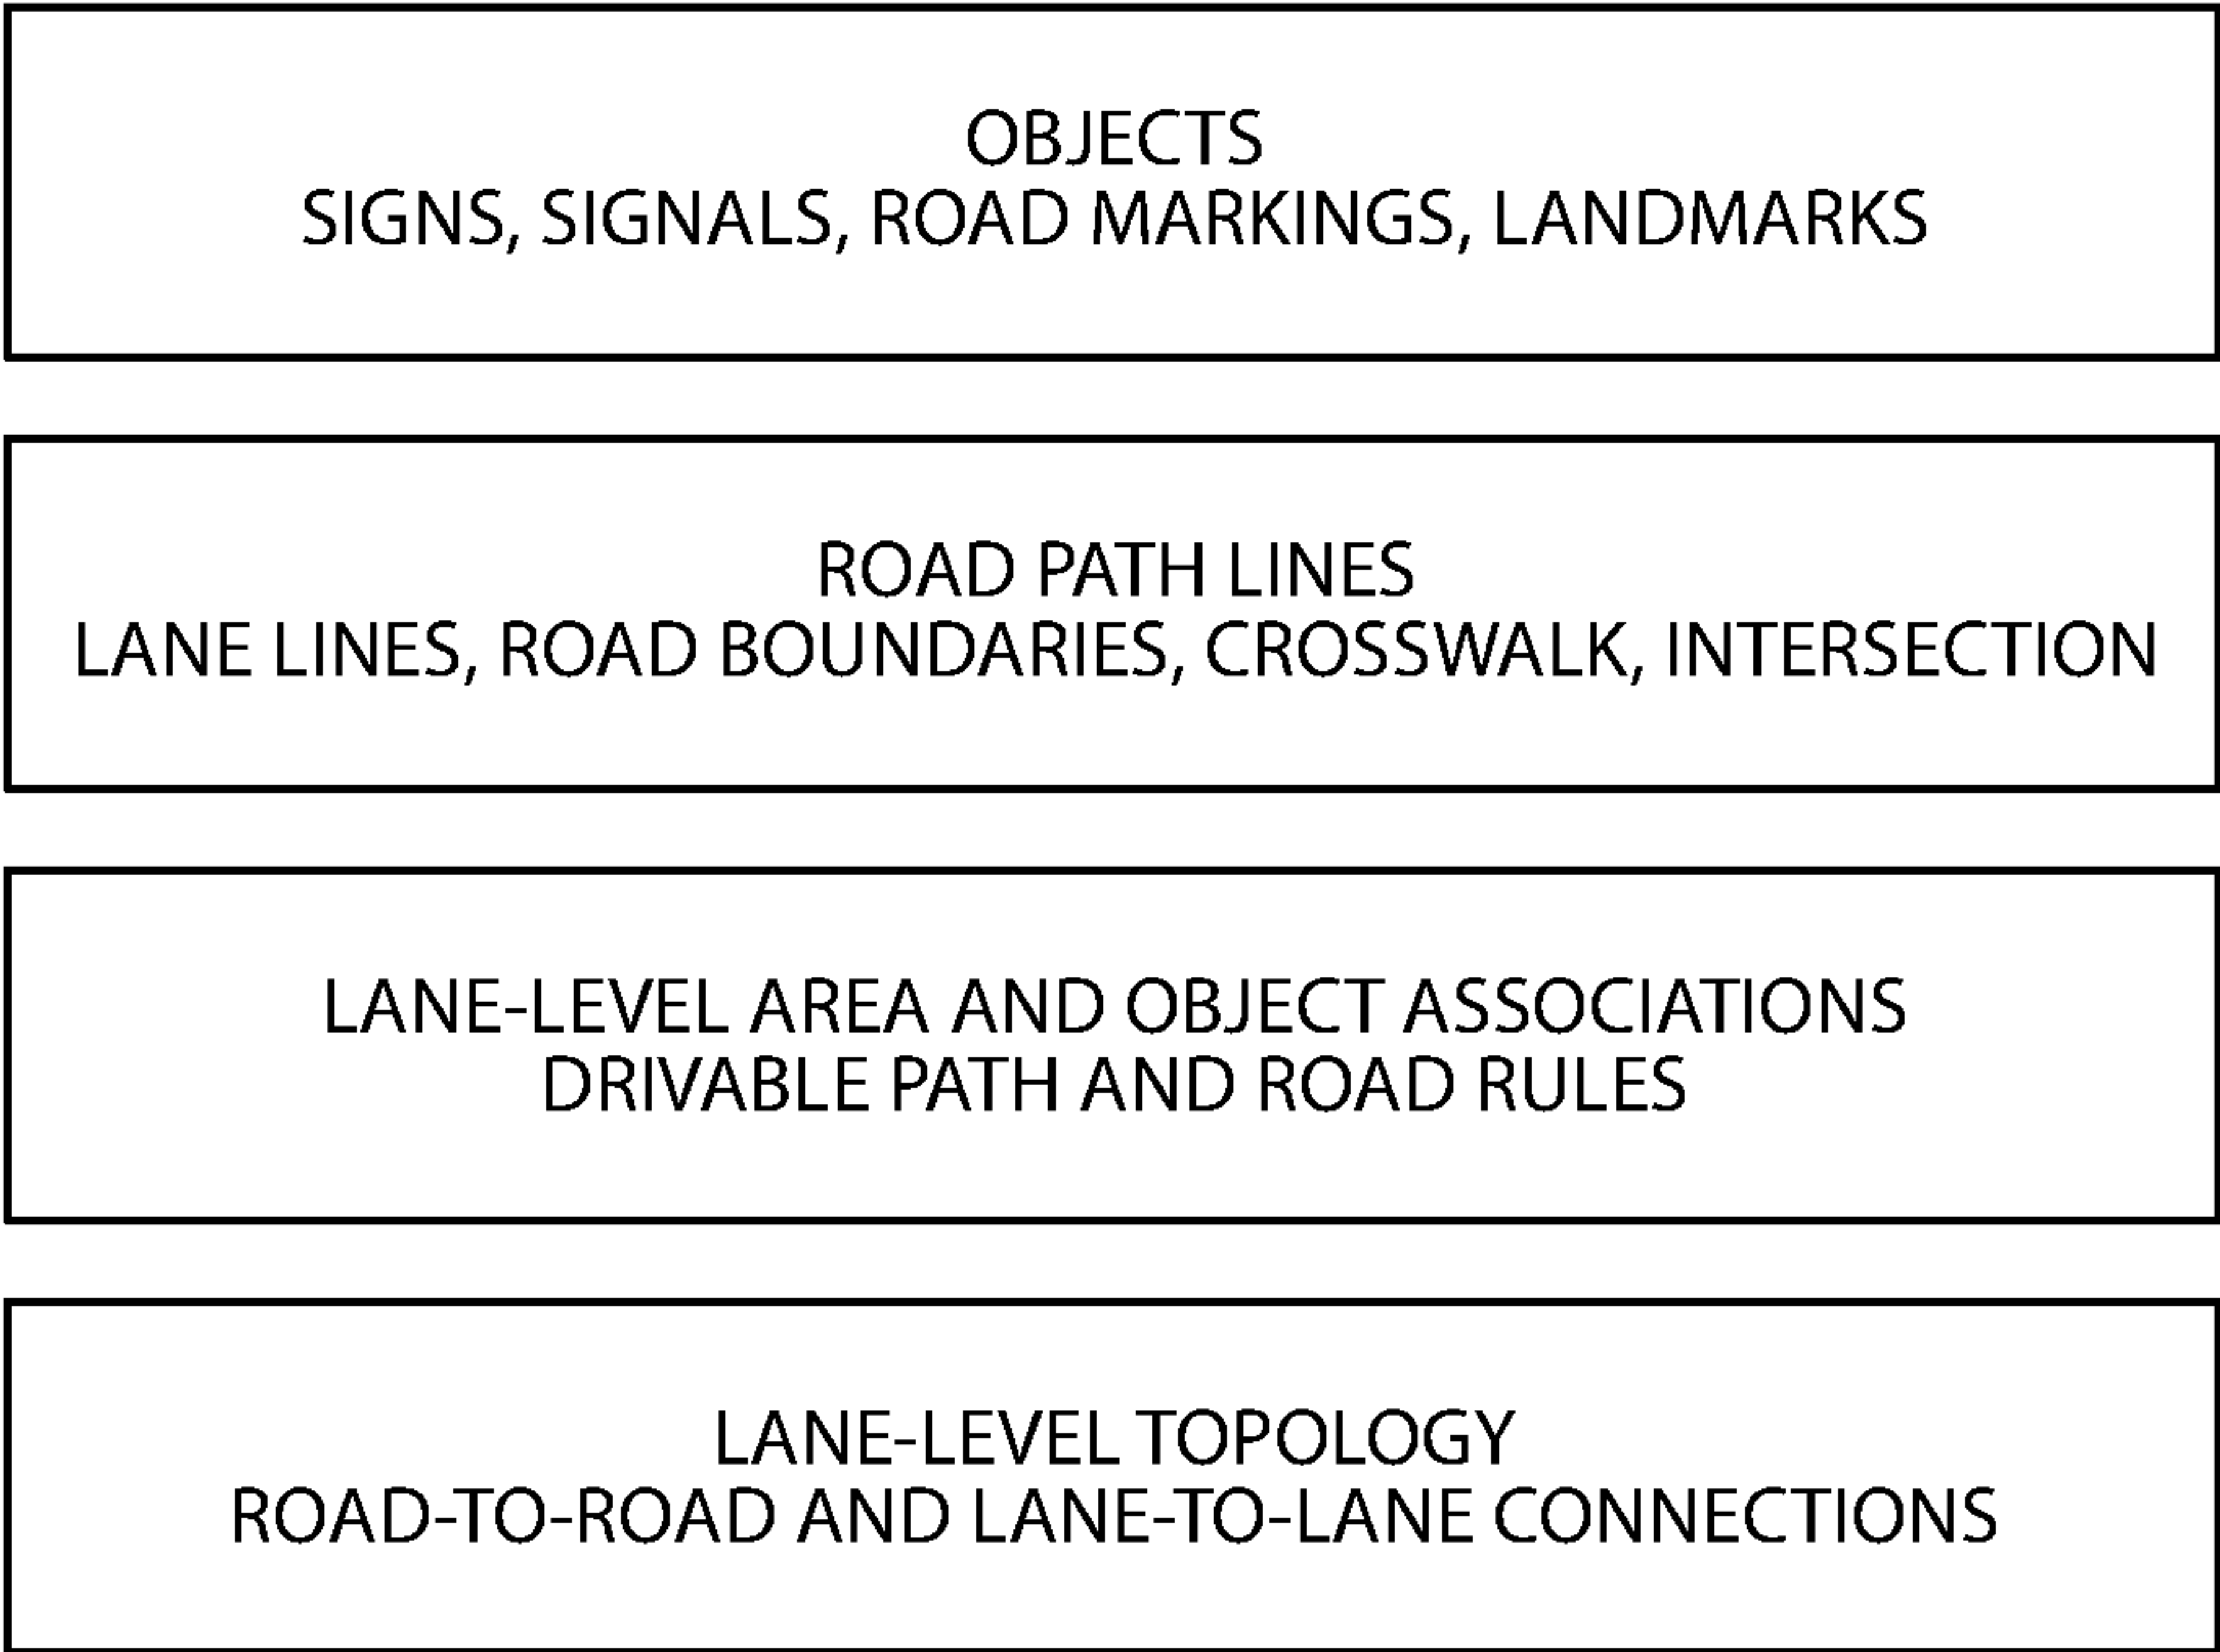 OBJECTS
SIGNS, SIGNALS, ROAD MARKINGS, LANDMARKS
ROAD PATH LINES
LANE LINES, ROAD BOUNDARIES, CROSSWALK, INTERSECTION
LANE-LEVEL AREA AND OBJECT ASSOCIATIONS
DRIVABLE PATH AND ROAD RULES
LANE-LEVEL TOPOLOGY
ROAD-TO-ROAD AND LANE-TO-LANE CONNECTIONS